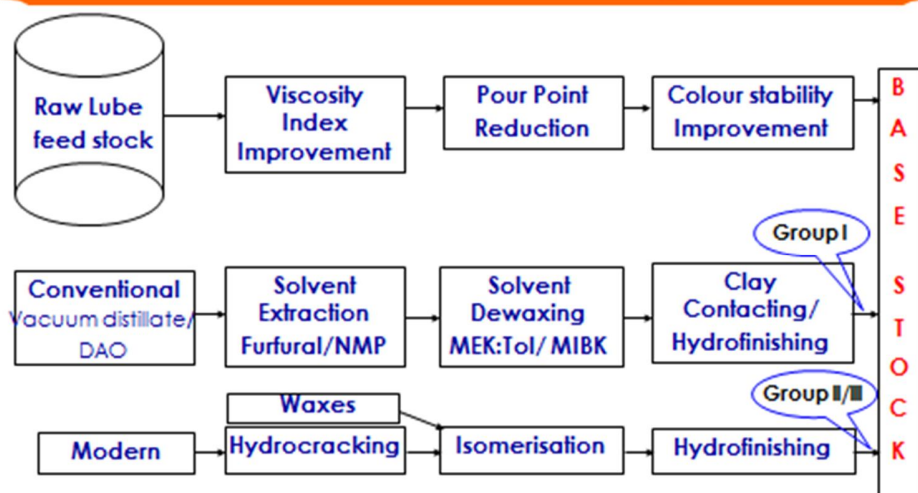 Raw Lube
feed stock
Viscosity
Index
Improvement
Pour Point
Reduction
Colour stability
Improvement
Group I
Conventional
Vacuum distillate/
DAO
Solvent
Extraction
Furfural/NMP
Solvent
Dewaxing
MEK:Tol/ MIBK
Clay
Contacting/
Hydrofinishing
Group II/III
Waxes
Modern
Hydrocracking
Isomerisation
Hydrofinishing
BASE STOCK